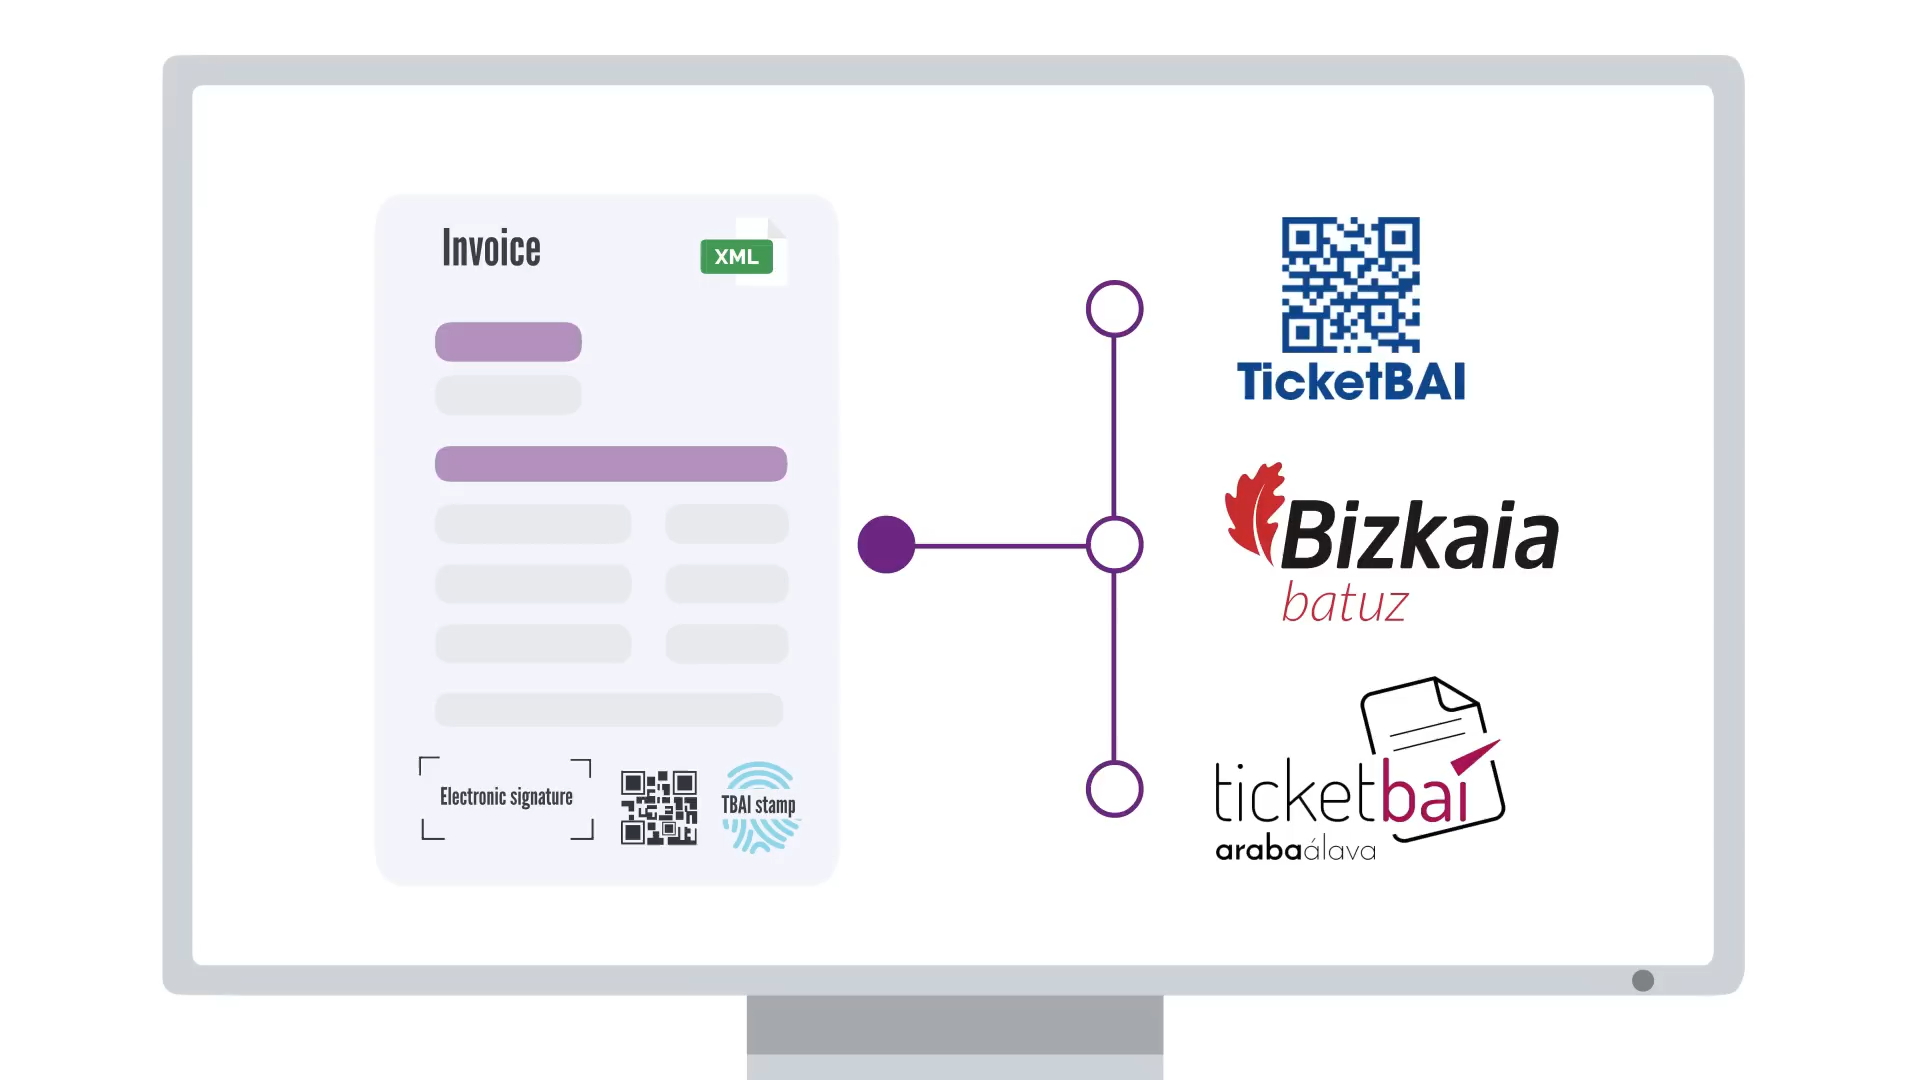 Invoice
XML
Electronic signature
TBAI stamp
TicketBAI
Bizkaia
batuz
ticketbai
arabaálava